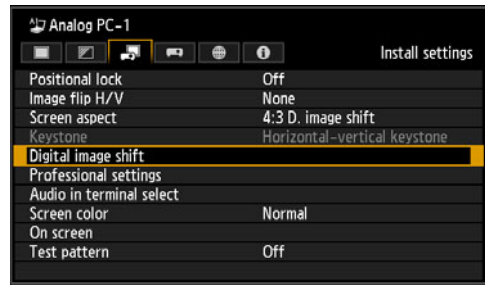 Analog PC-1
Install settings
Positional lock Off
Image flip H/V None
Screen aspect 4:3 D. image shift
Keystone Horizontal-vertical keystone
Digital image shift
Professional settings
Audio in terminal select
Screen color Normal
On screen
Test pattern Off